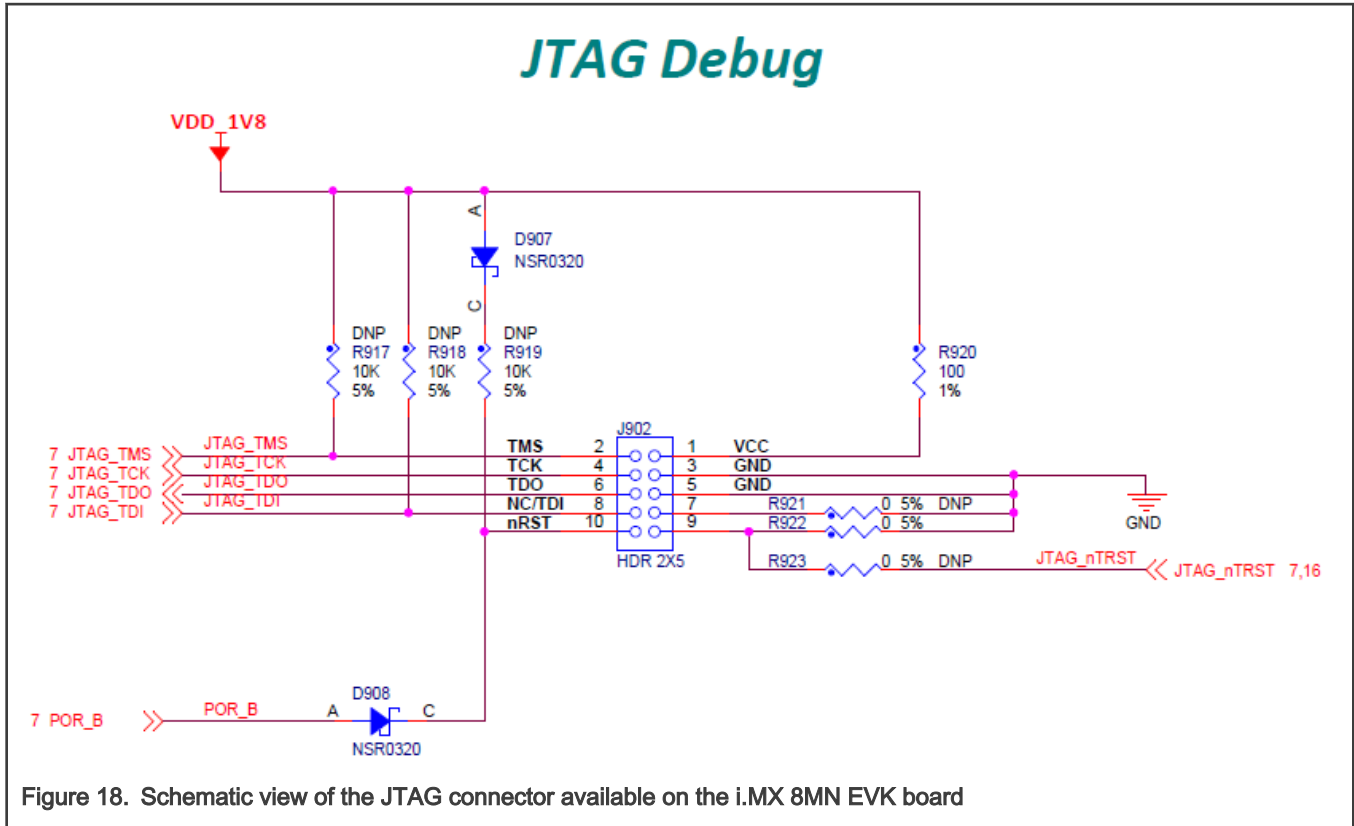 JTAG Debug
VDD_1V8
A
D907
NSR0320
C
DNP DNP DNP
R917 R918 R919 R920
10K 10K 10K 100
5% 5% 5% 1%
J902
7 JTAG_TMS JTAG_TMS TMS 2 1 VCC
7 JTAG_TCK JTAG_TCK TCK 4 3 GND
7 JTAG_TDO JTAG_TDO TDO 6 5 GND
7 JTAG_TDI JTAG_TDI NC/TDI 8 7 R921 0 5% DNP
nRST 10 9 R922 0 5%
GND
HDR 2X5 R923 0 5% DNP JTAG_nTRST JTAG_nTRST 7,16
D908
7 POR_B POR_B A C
NSR0320
Figure 18. Schematic view of the JTAG connector available on the i.MX 8MN EVK board